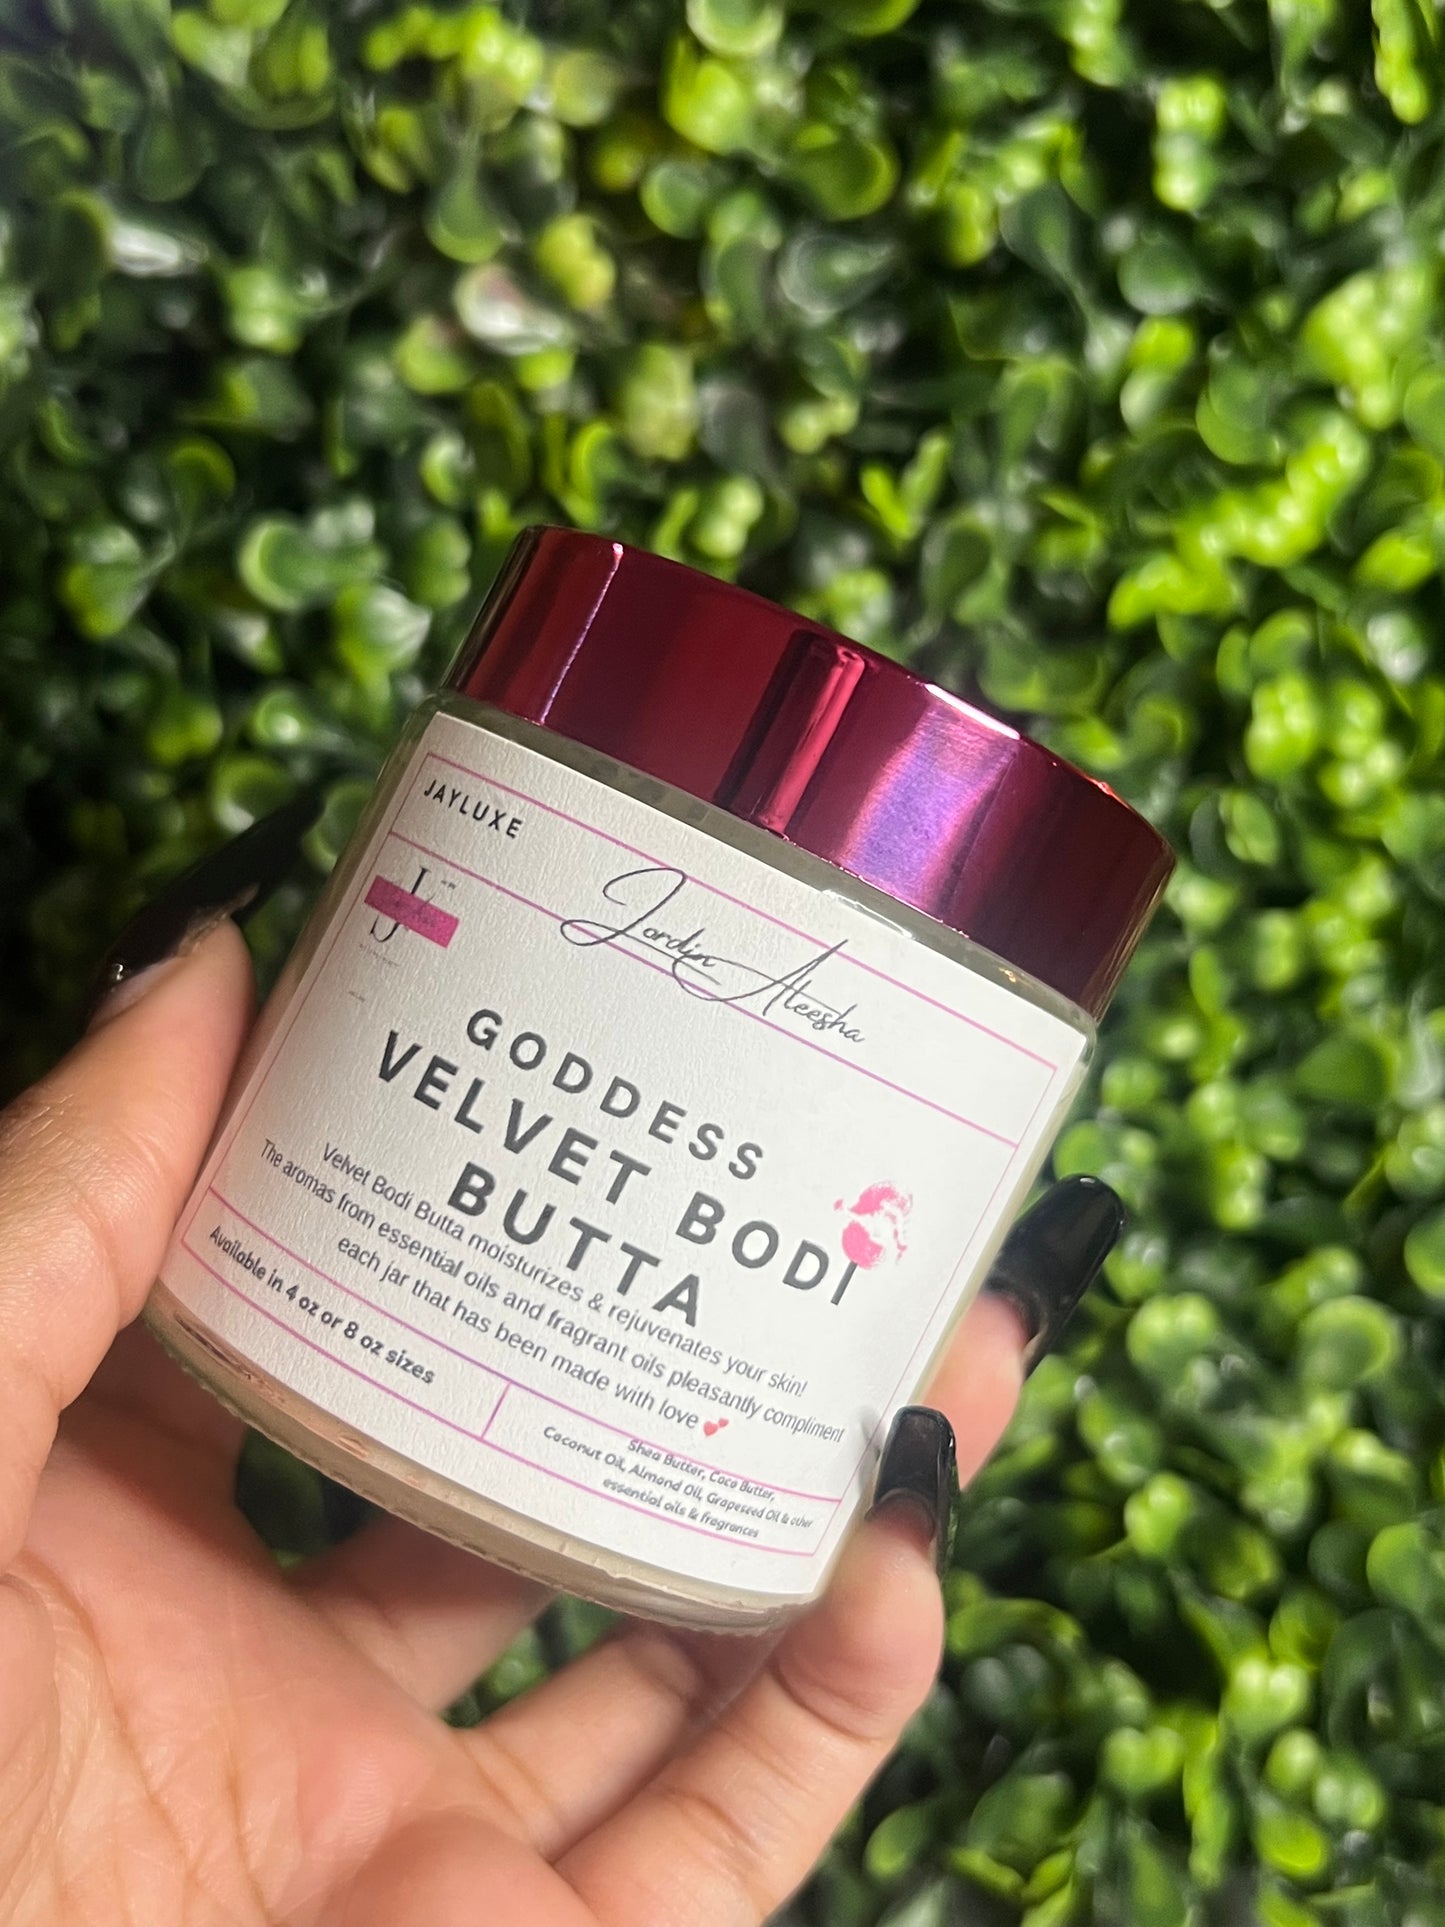 JAYLUXE
Jordin Aleesha
GODDESS
VELVET BODI
BUTTA
Velvet Bodi Butta moisturizes & rejuvenates your skin!
The aromas from essential oils and fragrant oils pleasantly compliment
each jar that has been made with love 💕
Available in 4 oz or 8 oz sizes
Shea Butter, Coco Butter,
Coconut Oil, Almond Oil, Grapeseed Oil & other
essential oils & fragrances